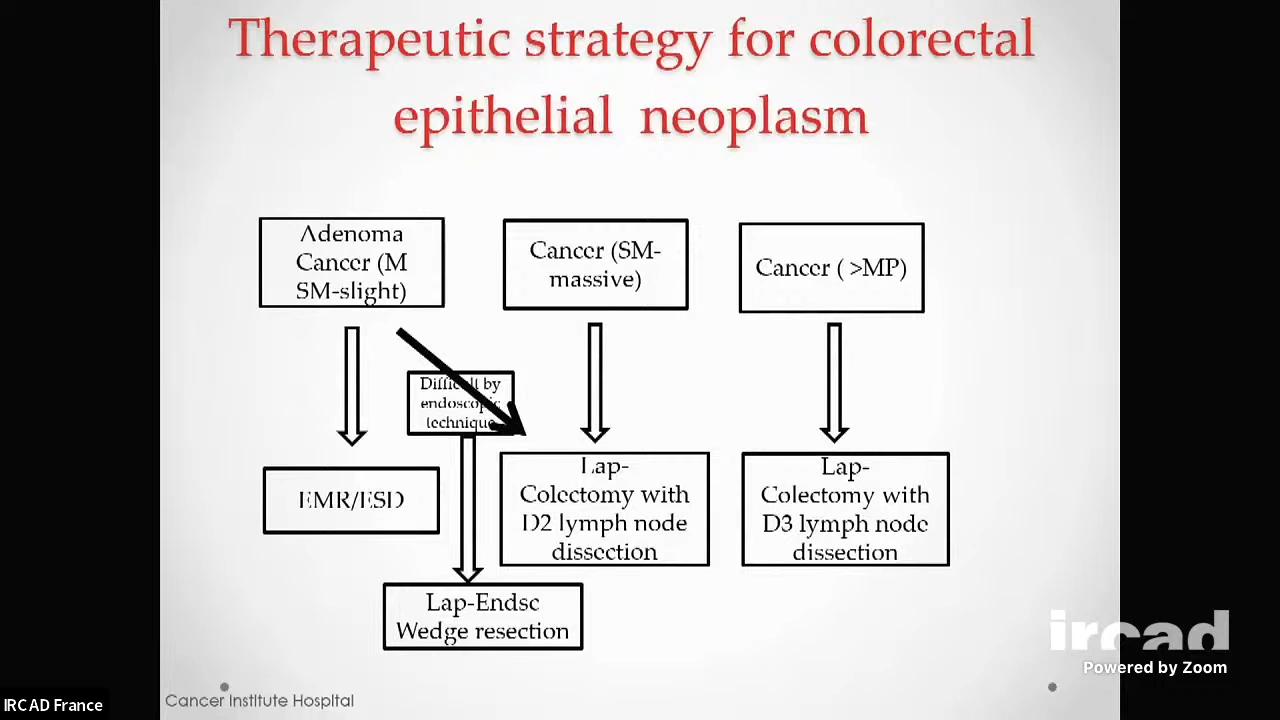 Therapeutic strategy for colorectal
epithelial neoplasm
Adenoma
Cancer (M
SM-slight)
Cancer (SM-
massive)
Cancer ( >MP)
Difficult by
endoscopic
technique
EMR/ESD
Lap-
Colectomy with
D2 lymph node
dissection
Lap-
Colectomy with
D3 lymph node
dissection
Lap-Endsc
Wedge resection
ircad
Powered by Zoom
Cancer Institute Hospital
IRCAD France